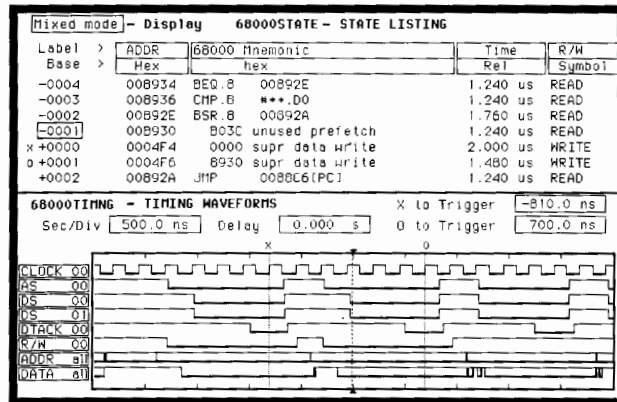 Mixed mode - Display 68000STATE - STATE LISTING
Label > ADDR 68000 Mnemonic Time R/W
Base > Hex hex Rel Symbol
-0004 008934 BEQ.B 00892E 1.240 us READ
-0003 008936 CMP.B #**.D0 1.240 us READ
-0002 00892E BSR.B 00892A 1.760 us READ
-0001 008930 B03C unused prefetch 1.240 us READ
x +0000 0004F4 0000 supr data write 2.000 us WRITE
o +0001 0004F6 8930 supr data write 1.480 us WRITE
+0002 00892A JMP 0088C6[PC] 1.240 us READ
68000TIMNG - TIMING WAVEFORMS X to Trigger -810.0 ns
Sec/Div 500.0 ns Delay 0.000 s O to Trigger 700.0 ns
X O
CLOCK 00
AS 00
DS 00
DS 01
DTACK 00
R/W 00
ADDR all
DATA all